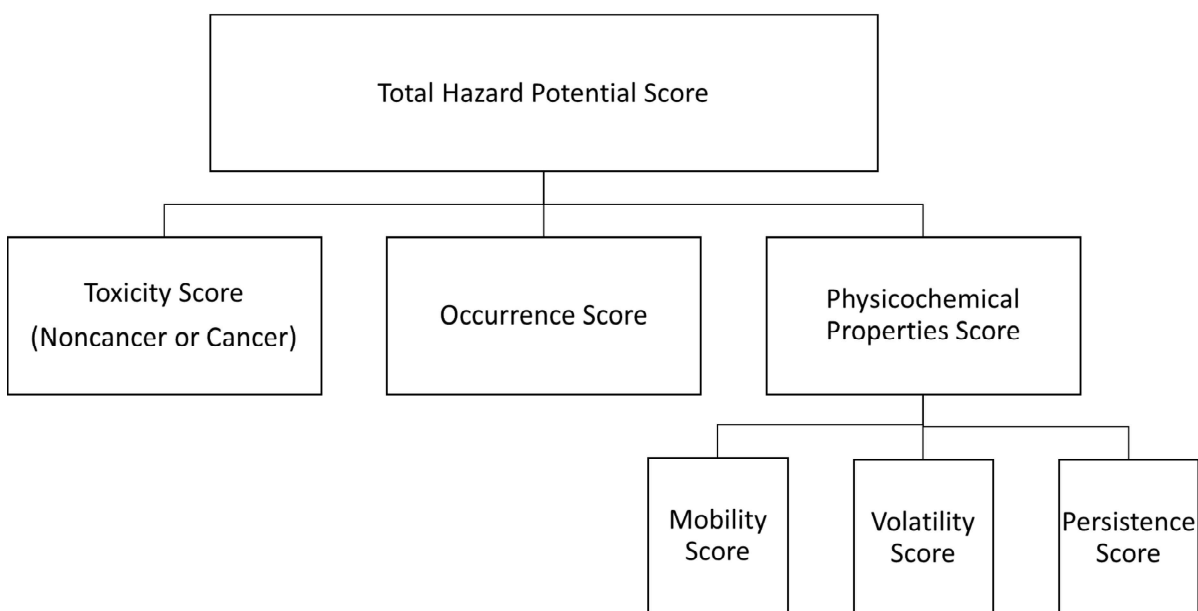 Total Hazard Potential Score
Toxicity Score
(Noncancer or Cancer)
Occurrence Score
Physicochemical
Properties Score
Mobility
Score
Volatility
Score
Persistence
Score